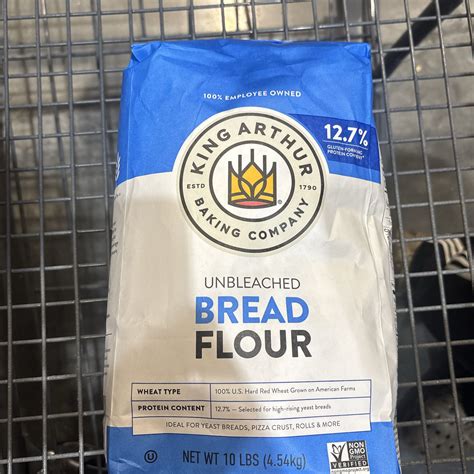 100% EMPLOYEE OWNED
KING ARTHUR
ESTD 1790
BAKING COMPANY
12.7%
GLUTEN-FORMING
PROTEIN CONTENT
UNBLEACHED
BREAD
FLOUR
WHEAT TYPE 100% U.S. Hard Red Wheat Grown on American Farms
PROTEIN CONTENT 12.7% — Selected for high-rising yeast breads
IDEAL FOR YEAST BREADS, PIZZA CRUST, ROLLS & MORE
U
NET WT 10 LBS (4.54kg)
NON
GMO
Project
VERIFIED